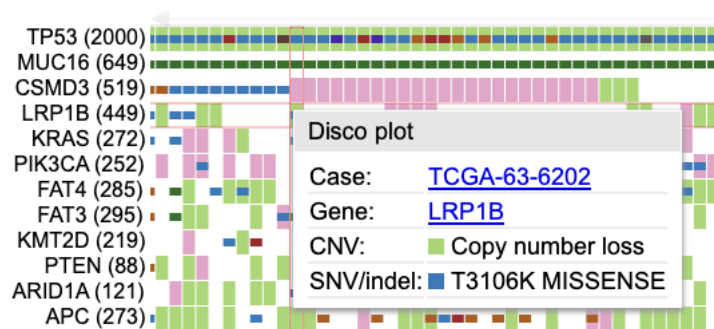 TP53 (2000)
MUC16 (649)
CSMD3 (519)
LRP1B (449)
KRAS (272)
PIK3CA (252)
FAT4 (285)
FAT3 (295)
KMT2D (219)
PTEN (88)
ARID1A (121)
APC (273)
Disco plot
Case: TCGA-63-6202
Gene: LRP1B
CNV: Copy number loss
SNV/indel: T3106K MISSENSE